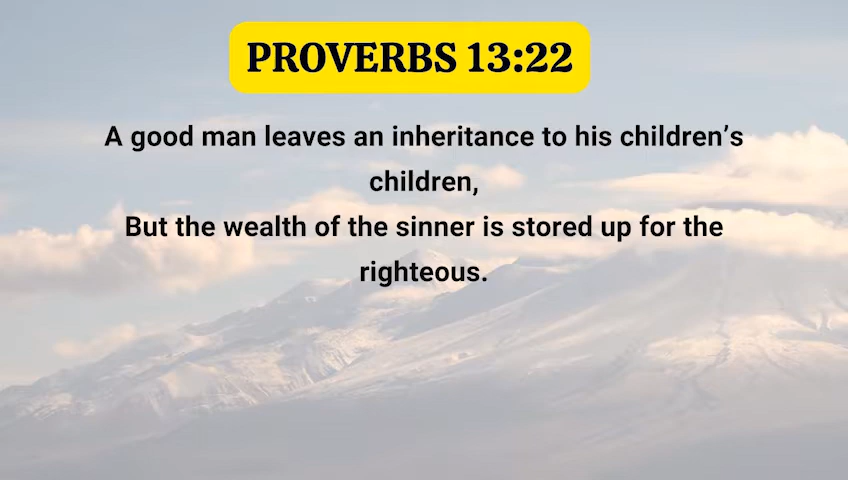 PROVERBS 13:22
A good man leaves an inheritance to his children’s
children,
But the wealth of the sinner is stored up for the
righteous.